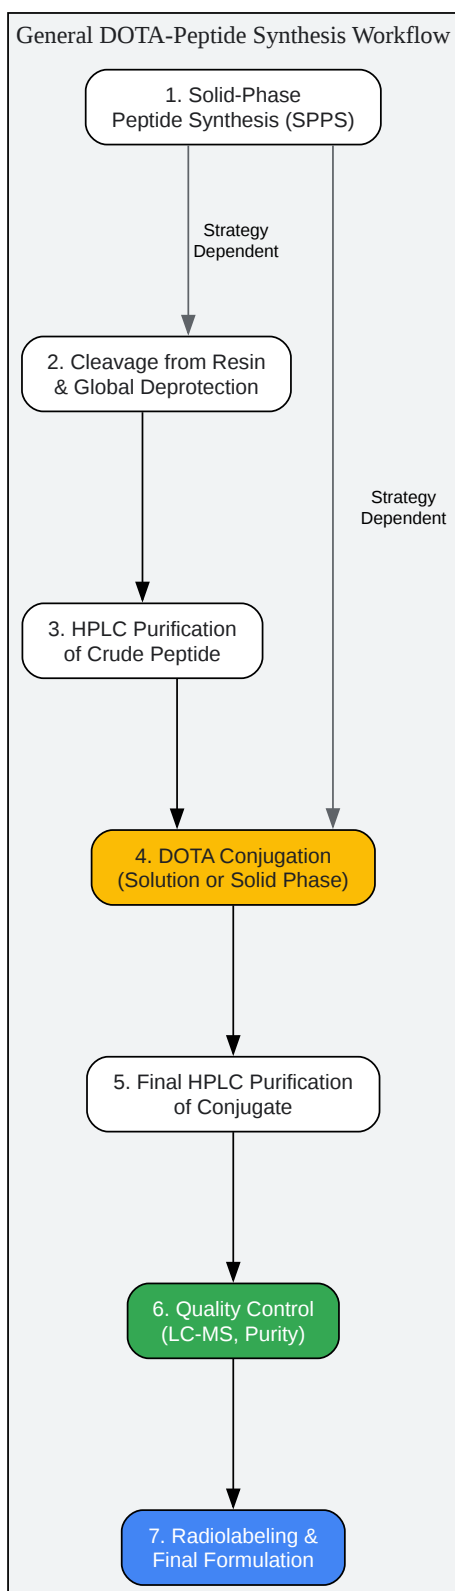 General DOTA-Peptide Synthesis Workflow
1. Solid-Phase
Peptide Synthesis (SPPS)
Strategy
Dependent
2. Cleavage from Resin
& Global Deprotection
Strategy
Dependent
3. HPLC Purification
of Crude Peptide
4. DOTA Conjugation
(Solution or Solid Phase)
5. Final HPLC Purification
of Conjugate
6. Quality Control
(LC-MS, Purity)
7. Radiolabeling &
Final Formulation